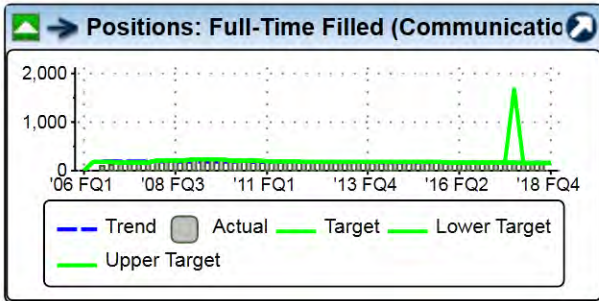 Positions: Full-Time Filled (Communicatio
2,000
1,000
0
'06 FQ1 '08 FQ3 '11 FQ1 '13 FQ4 '16 FQ2 '18 FQ4
Trend Actual Target Lower Target
Upper Target